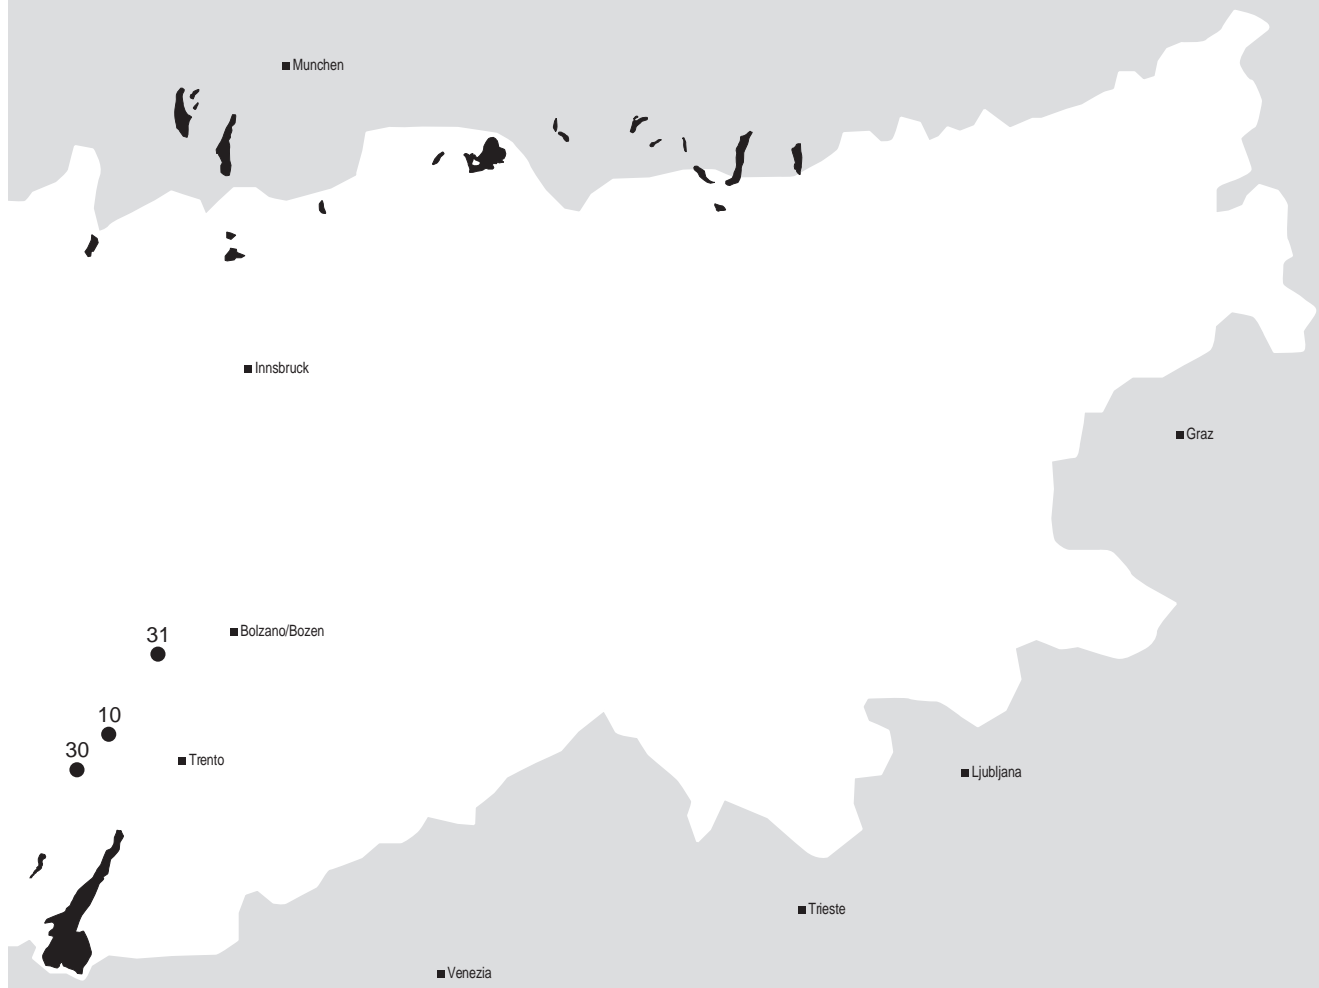 Munchen
Innsbruck
Graz
31
Bolzano/Bozen
10
30
Trento
Ljubljana
Trieste
Venezia